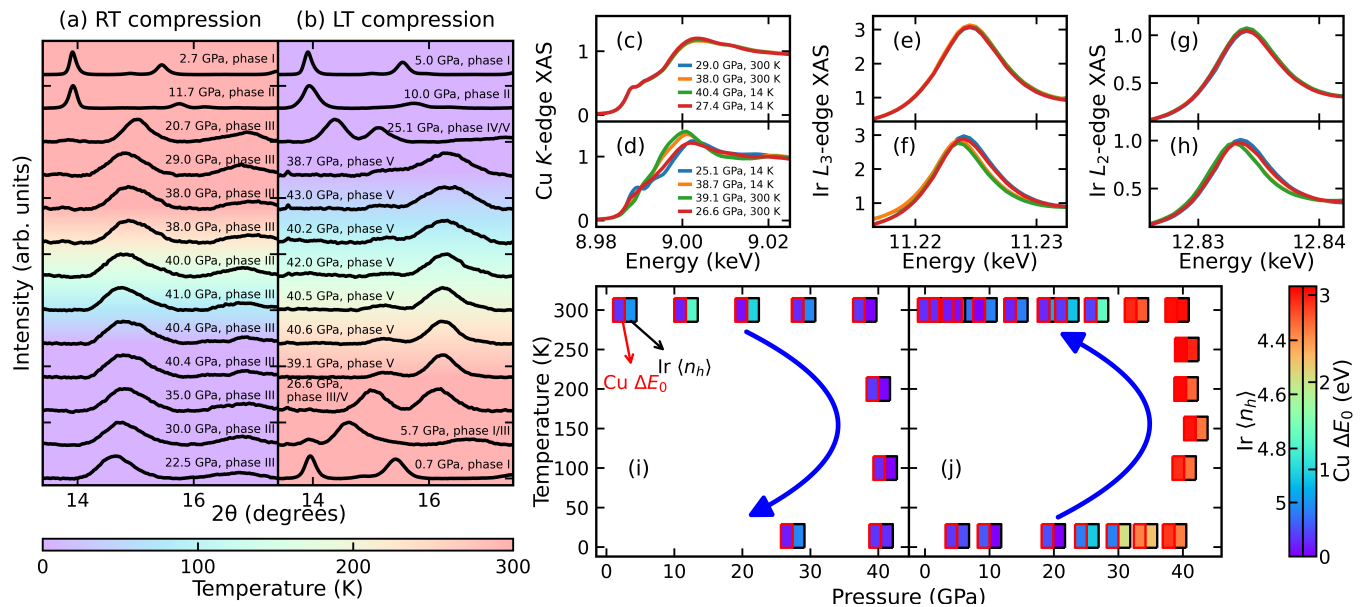 (a) RT compression
(b) LT compression
2.7 GPa, phase I
11.7 GPa, phase II
20.7 GPa, phase III
29.0 GPa, phase III
38.0 GPa, phase III
38.0 GPa, phase III
40.0 GPa, phase III
41.0 GPa, phase III
40.4 GPa, phase III
40.4 GPa, phase III
35.0 GPa, phase III
30.0 GPa, phase III
22.5 GPa, phase III
5.0 GPa, phase I
10.0 GPa, phase II
25.1 GPa, phase IV/V
38.7 GPa, phase V
43.0 GPa, phase V
40.2 GPa, phase V
42.0 GPa, phase V
40.5 GPa, phase V
40.6 GPa, phase V
39.1 GPa, phase V
26.6 GPa,
phase III/V
5.7 GPa, phase I/III
0.7 GPa, phase I
Intensity (arb. units)
14 16 14 16
2θ (degrees)
0 100 200 300
Temperature (K)
Cu K-edge XAS
(c)
1
0
29.0 GPa, 300 K
38.0 GPa, 300 K
40.4 GPa, 14 K
27.4 GPa, 14 K
(d)
1
0
25.1 GPa, 14 K
38.7 GPa, 14 K
39.1 GPa, 300 K
26.6 GPa, 300 K
8.98 9.00 9.02
Energy (keV)
Ir L₃-edge XAS
(e)
3
2
1
(f)
3
2
1
11.22 11.23
Energy (keV)
Ir L₂-edge XAS
(g)
1.0
0.5
(h)
1.0
0.5
12.83 12.84
Energy (keV)
Temperature (K)
300
250
200
150
100
50
0
Ir ⟨nₕ⟩
Cu ΔE₀
(i)
(j)
0 10 20 30 40 0 10 20 30 40
Pressure (GPa)
Ir ⟨nₕ⟩
4.4
4.6
4.8
5
3
2
1
0
Cu ΔE₀ (eV)